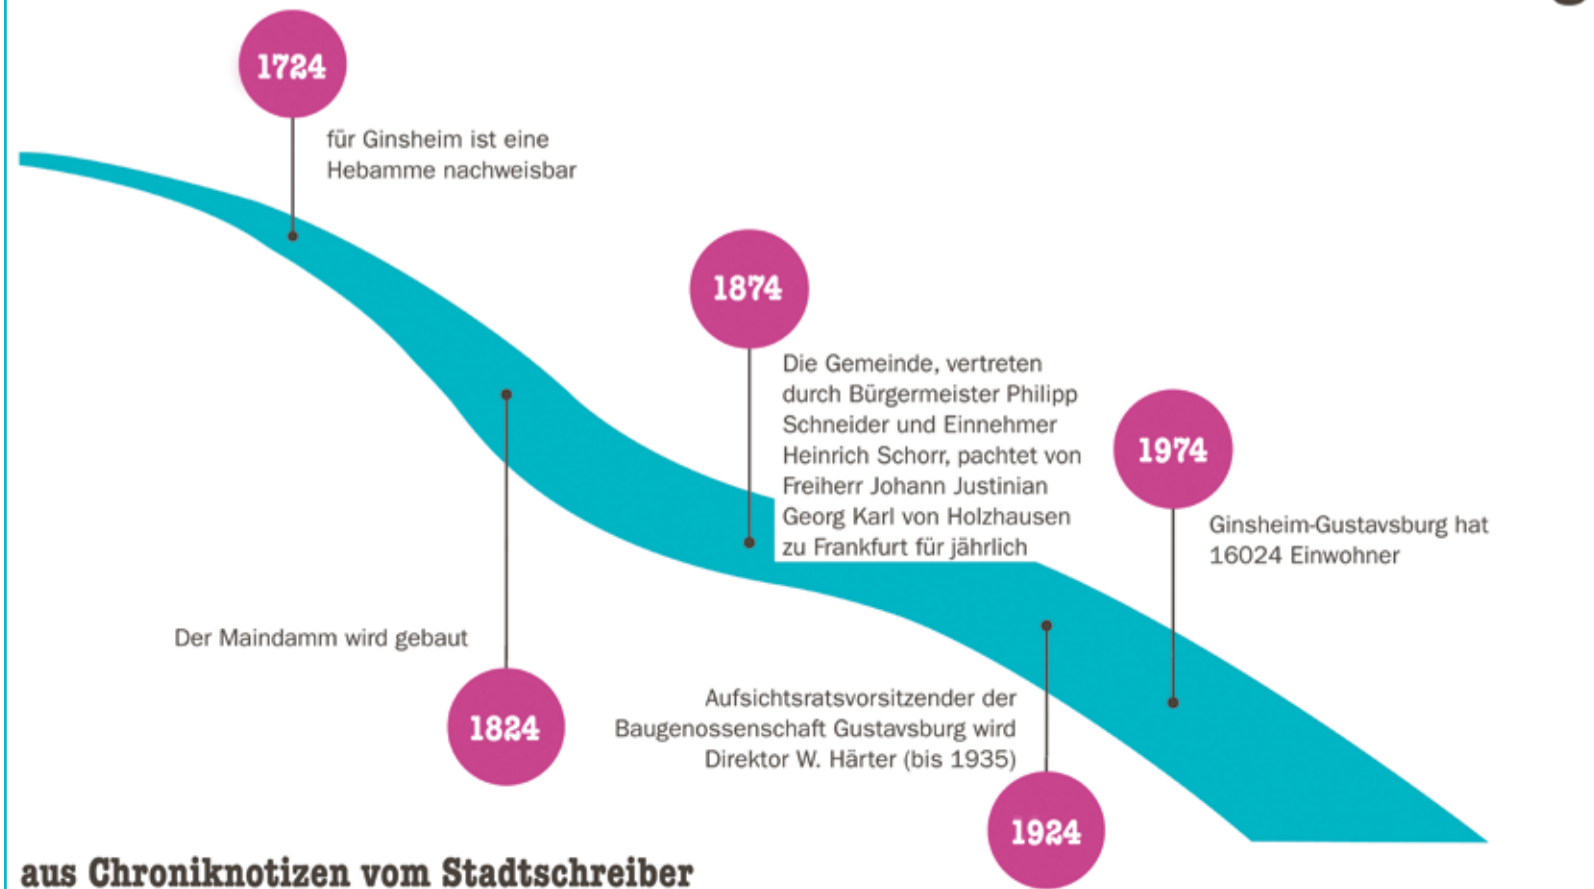 1724
für Ginsheim ist eine
Hebamme nachweisbar
1874
Die Gemeinde, vertreten
durch Bürgermeister Philipp
Schneider und Einnehmer
Heinrich Schorr, pachtet von
Freiherr Johann Justinian
Georg Karl von Holzhausen
zu Frankfurt für jährlich
1974
Ginsheim-Gustavsburg hat
16024 Einwohner
Der Maindamm wird gebaut
1824
Aufsichtsratsvorsitzender der
Baugenossenschaft Gustavsburg wird
Direktor W. Härter (bis 1935)
1924
aus Chroniknotizen vom Stadtschreiber